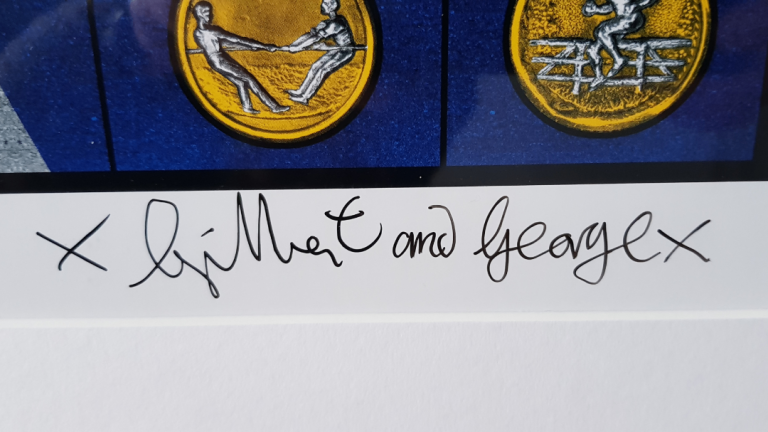 x Gilbert and George x